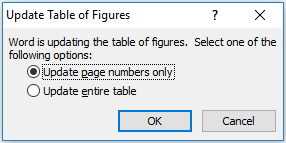 Update Table of Figures ? ×
Word is updating the table of figures. Select one of the
following options:
Update page numbers only
Update entire table
OK Cancel